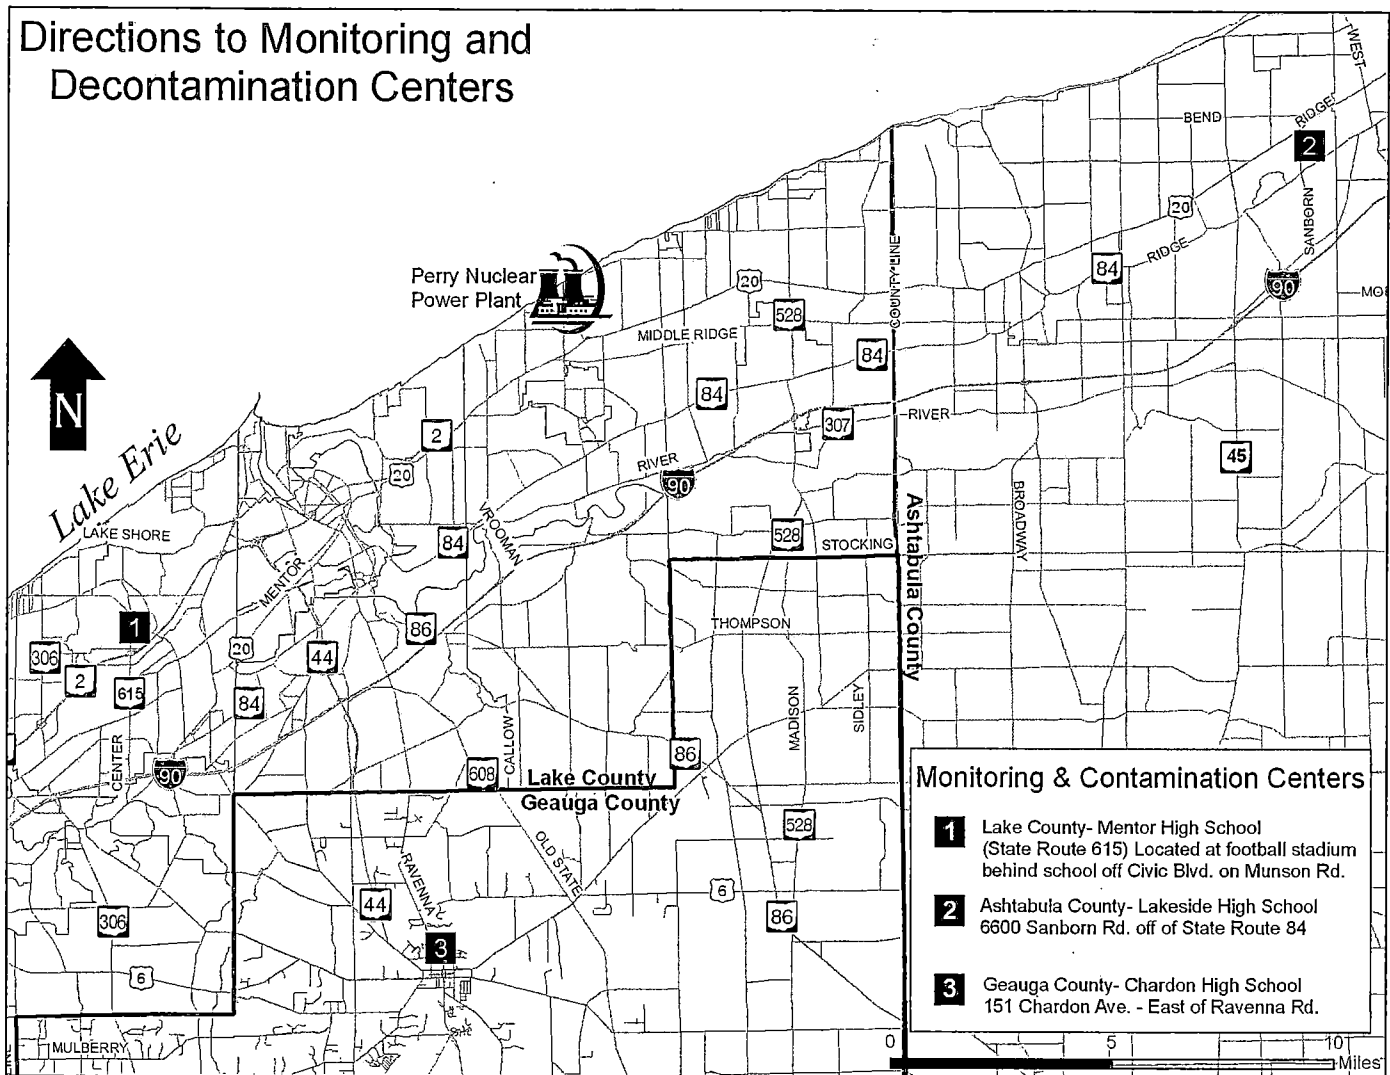 Directions to Monitoring and
Decontamination Centers
WEST
BEND
RIDGE
2
20
SANBORN
RIDGE
84
90
COUNTY LINE
Perry Nuclear
Power Plant
20
528
MIDDLE RIDGE
84
84
N
2
307
RIVER
Lake Erie
20
RIVER
90
45
LAKE SHORE
VROOMAN
84
528
STOCKING
BROADWAY
Ashtabula County
MENTOR
1
86
THOMPSON
306
20
44
2
615
84
MADISON
SIDLEY
CENTER
90
CALLOW
608
86
Lake County
Geauga County
528
OLD STATE
RAVENNA
44
6
86
306
3
6
MULBERRY
Monitoring & Contamination Centers
1 Lake County- Mentor High School
(State Route 615) Located at football stadium
behind school off Civic Blvd. on Munson Rd.
2 Ashtabula County- Lakeside High School
6600 Sanborn Rd. off of State Route 84
3 Geauga County- Chardon High School
151 Chardon Ave. - East of Ravenna Rd.
0 5 10
Miles